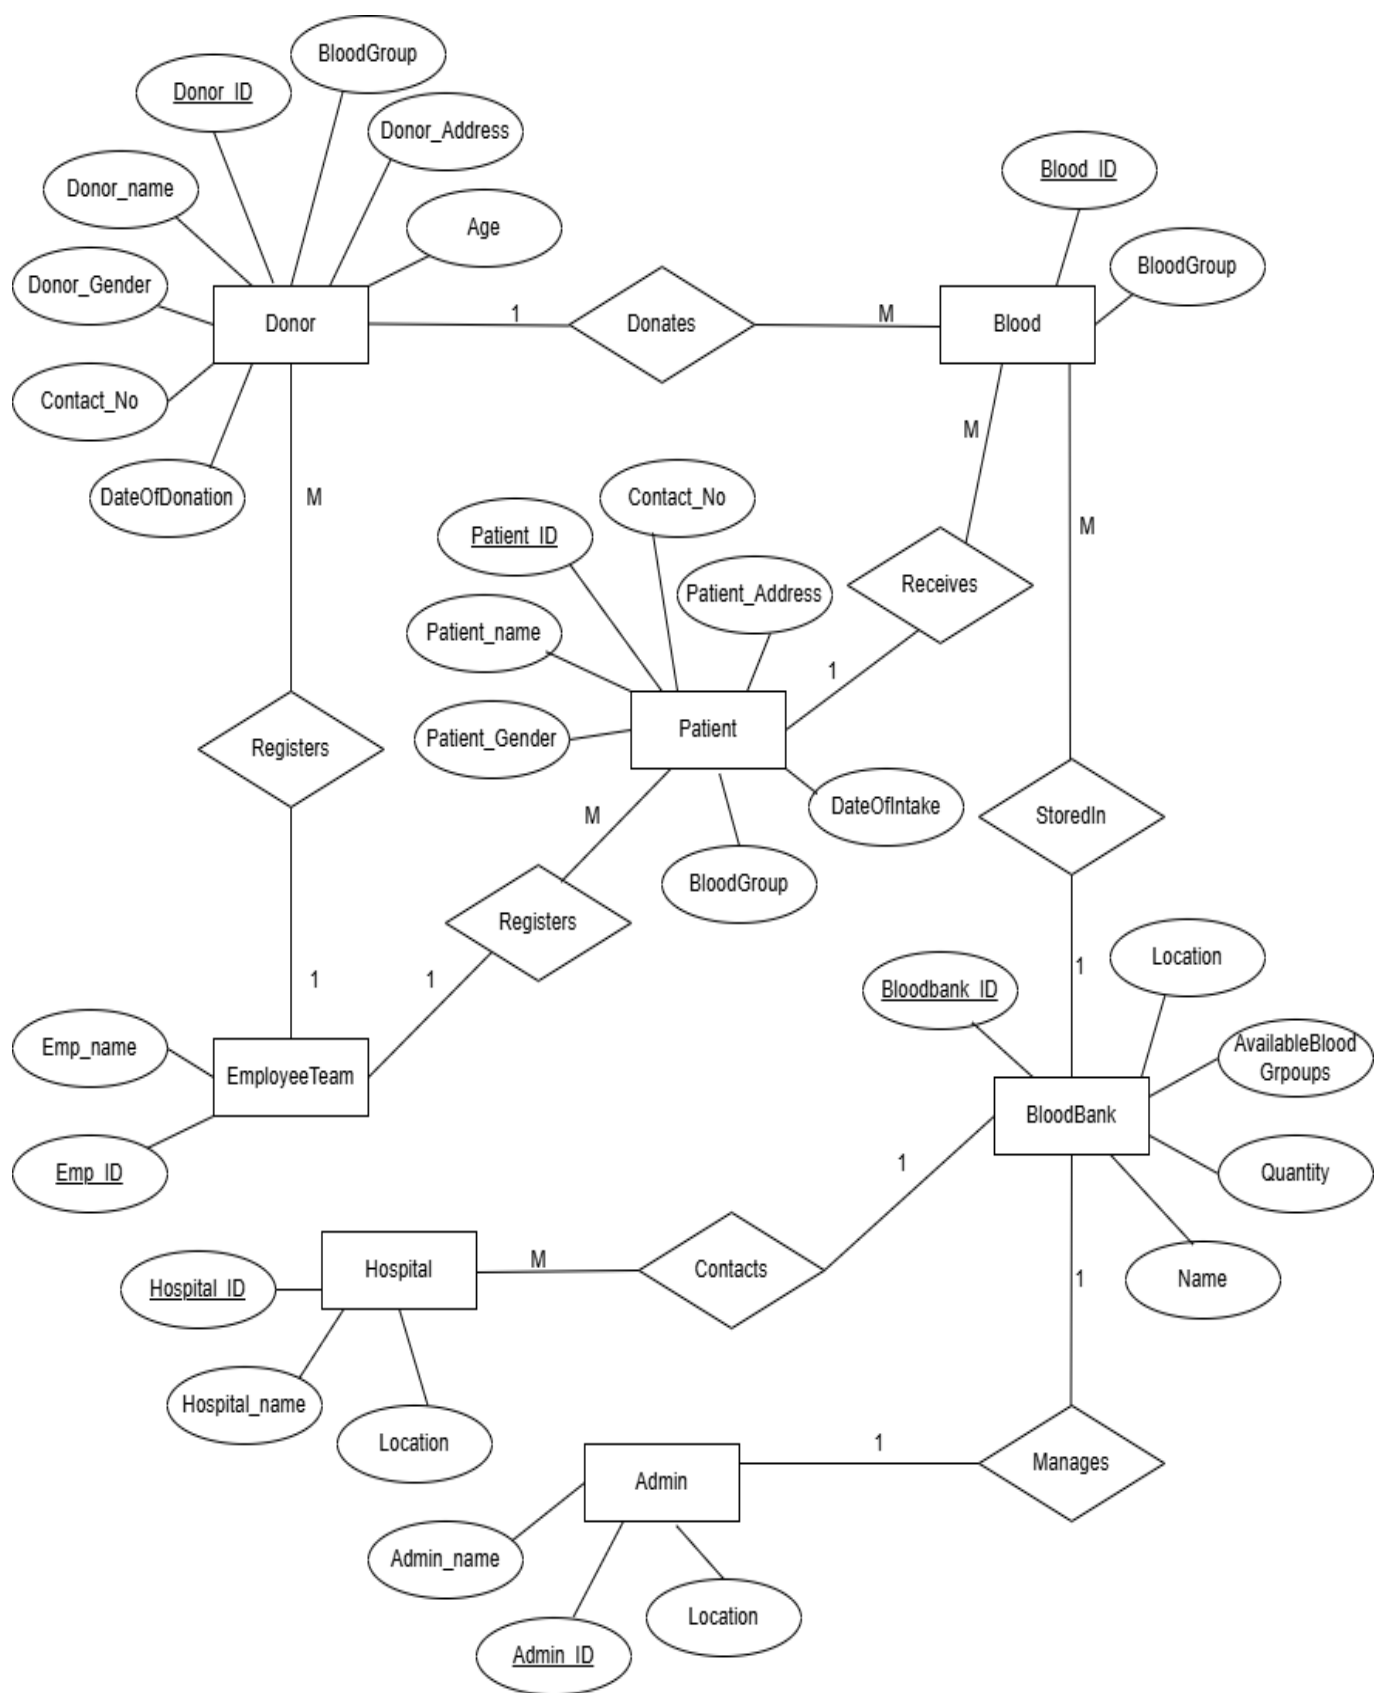 BloodGroup
Donor_ID
Donor_Address
Donor_name
Age
Donor_Gender
Donor
Contact_No
DateOfDonation
1
Donates
M
Blood_ID
BloodGroup
Blood
M
M
M
Contact_No
Patient_ID
Patient_Address
Patient_name
Patient_Gender
Patient
Receives
1
DateOfIntake
BloodGroup
StoredIn
Registers
M
Registers
1
1
Emp_name
EmployeeTeam
Emp_ID
1
Location
Bloodbank_ID
AvailableBlood
Grpoups
BloodBank
Quantity
Name
1
Hospital
M
Contacts
Hospital_ID
Hospital_name
Location
1
Admin
1
Manages
Admin_name
Location
Admin_ID